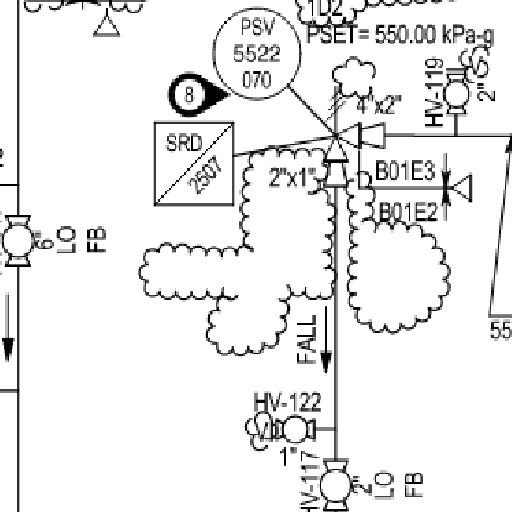 1D2
PSV
5522
070
PSET= 550.00 kPa-g
8
4"x2"
HV-119
2"
SRD
2507
2"x1"
B01E3
B01E2
6"
LO
FB
55
FALL
HV-122
1"
HV-117
2"
LO
FB